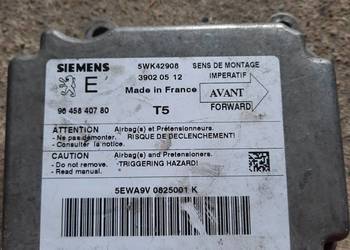 SIEMENS 5WK42908 SENS DE MONTAGE
E 3902 05 12 IMPERATIF
Made in France AVANT
96 458 407 80 T5 FORWARD
ATTENTION Airbag(s) et Prétensionneurs.
- Ne pas démonter. RISQUE DE DECLENCHEMENT!
- Consulter la notice.
CAUTION Airbag(s) and Pretensioners!
- Do not remove. -TRIGGERING HAZARD!
- Read manual.
5EWA9V 0825001 K